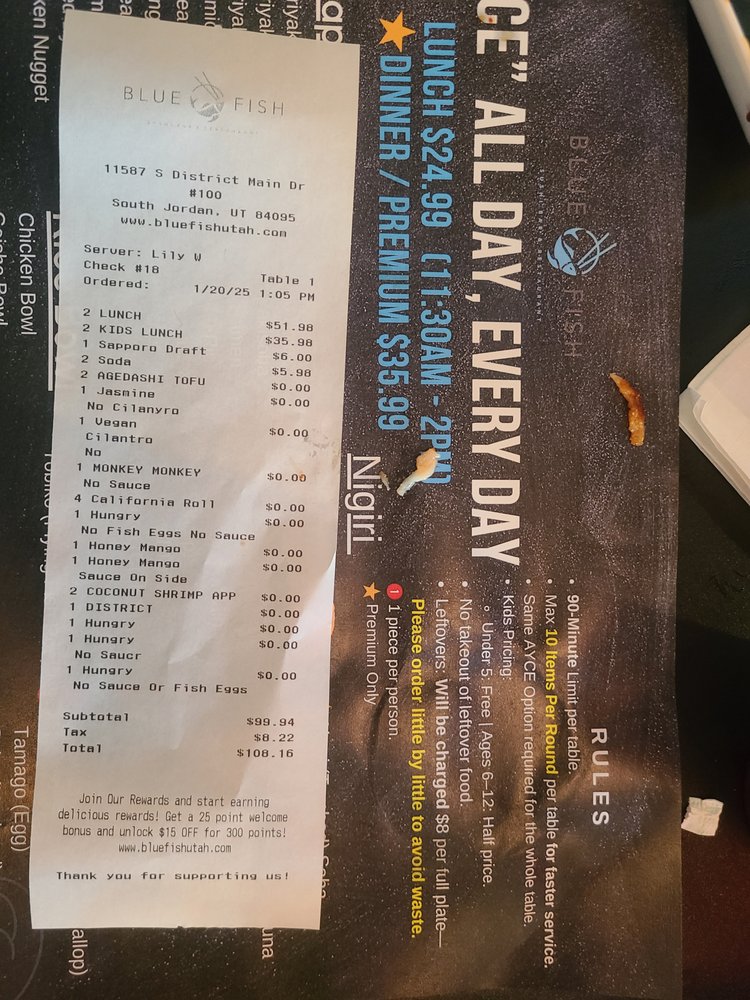 BLUE FISH
11587 S District Main Dr
#100
South Jordan, UT 84095
www.bluefishutah.com
Server: Lily W
Check #18 Table 1
Ordered: 1/20/25 1:05 PM
2 LUNCH $51.98
2 KIDS LUNCH $35.98
1 Sapporo Draft $6.00
2 Soda $5.98
2 AGEDASHI TOFU $0.00
1 Jasmine $0.00
No Cilanyro
1 Vegan $0.00
Cilantro
No
1 MONKEY MONKEY $0.00
No Sauce
4 California Roll $0.00
1 Hungry $0.00
No Fish Eggs No Sauce
1 Honey Mango $0.00
1 Honey Mango $0.00
Sauce On Side
2 COCONUT SHRIMP APP $0.00
1 DISTRICT $0.00
1 Hungry $0.00
1 Hungry $0.00
No Saucr
1 Hungry $0.00
No Sauce Or Fish Eggs
Subtotal $99.94
Tax $8.22
Total $108.16
Join Our Rewards and start earning
delicious rewards! Get a 25 point welcome
bonus and unlock $15 OFF for 300 points!
www.bluefishutah.com
Thank you for supporting us!
BLUE FISH
CE" ALL DAY, EVERY DAY
LUNCH $24.99 (11:30AM - 2PM)
DINNER / PREMIUM $35.99
RULES
• 90-Minute Limit per table.
• Max 10 Items Per Round per table for faster service.
• Same AYCE Option required for the whole table.
• Kids Pricing:
◦ Under 5: Free | Ages 6–12: Half price.
• No takeout of leftover food.
• Leftovers: Will be charged $8 per full plate—
Please order little by little to avoid waste.
1 1 piece per person.
Premium Only
Nigiri
ken Nugget
Chicken Bowl
Tamago (Egg)
allop)
una